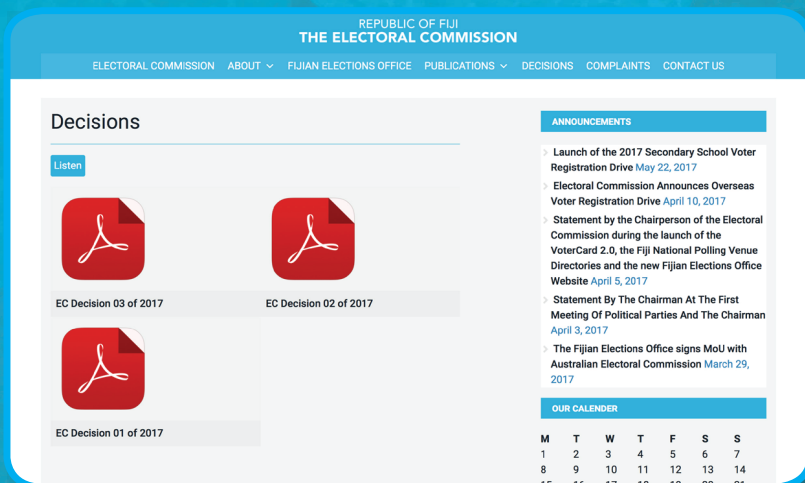 REPUBLIC OF FIJI
THE ELECTORAL COMMISSION
ELECTORAL COMMISSION ABOUT FIJIAN ELECTIONS OFFICE PUBLICATIONS DECISIONS COMPLAINTS CONTACT US
Decisions
Listen
EC Decision 03 of 2017
EC Decision 02 of 2017
EC Decision 01 of 2017
ANNOUNCEMENTS
Launch of the 2017 Secondary School Voter
Registration Drive May 22, 2017
Electoral Commission Announces Overseas
Voter Registration Drive April 10, 2017
Statement by the Chairperson of the Electoral
Commission during the launch of the
VoterCard 2.0, the Fiji National Polling Venue
Directories and the new Fijian Elections Office
Website April 5, 2017
Statement By The Chairman At The First
Meeting Of Political Parties And The Chairman
April 3, 2017
The Fijian Elections Office signs MoU with
Australian Electoral Commission March 29,
2017
OUR CALENDER
M T W T F S S
1 2 3 4 5 6 7
8 9 10 11 12 13 14
15 16 17 18 19 20 21